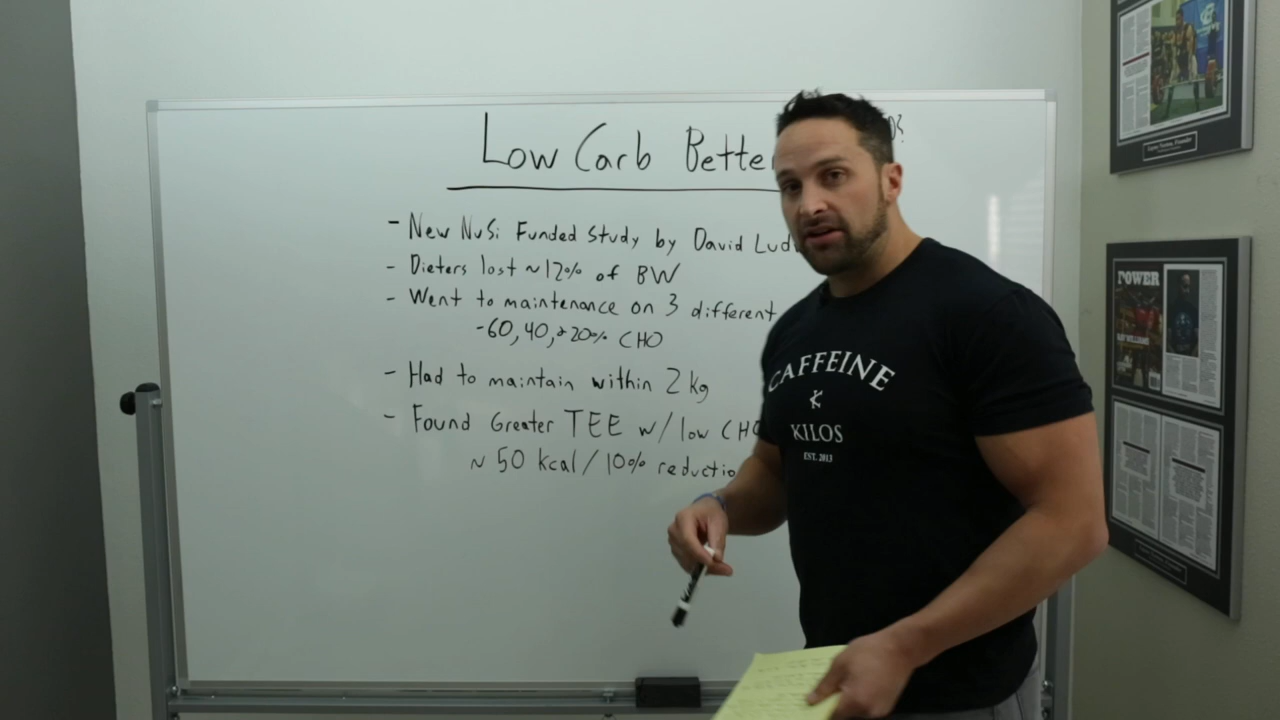 Low Carb Bette
- New NuSi Funded Study by David Lud
- Dieters lost ~12% of BW
- Went to maintenance on 3 different
-60, 40, + 20% CHO
- Had to maintain within 2 kg
- Found Greater TEE w/ low CHO
~ 50 kcal / 10% reductio
CAFFEINE
&
KILOS
EST. 2013
POWER